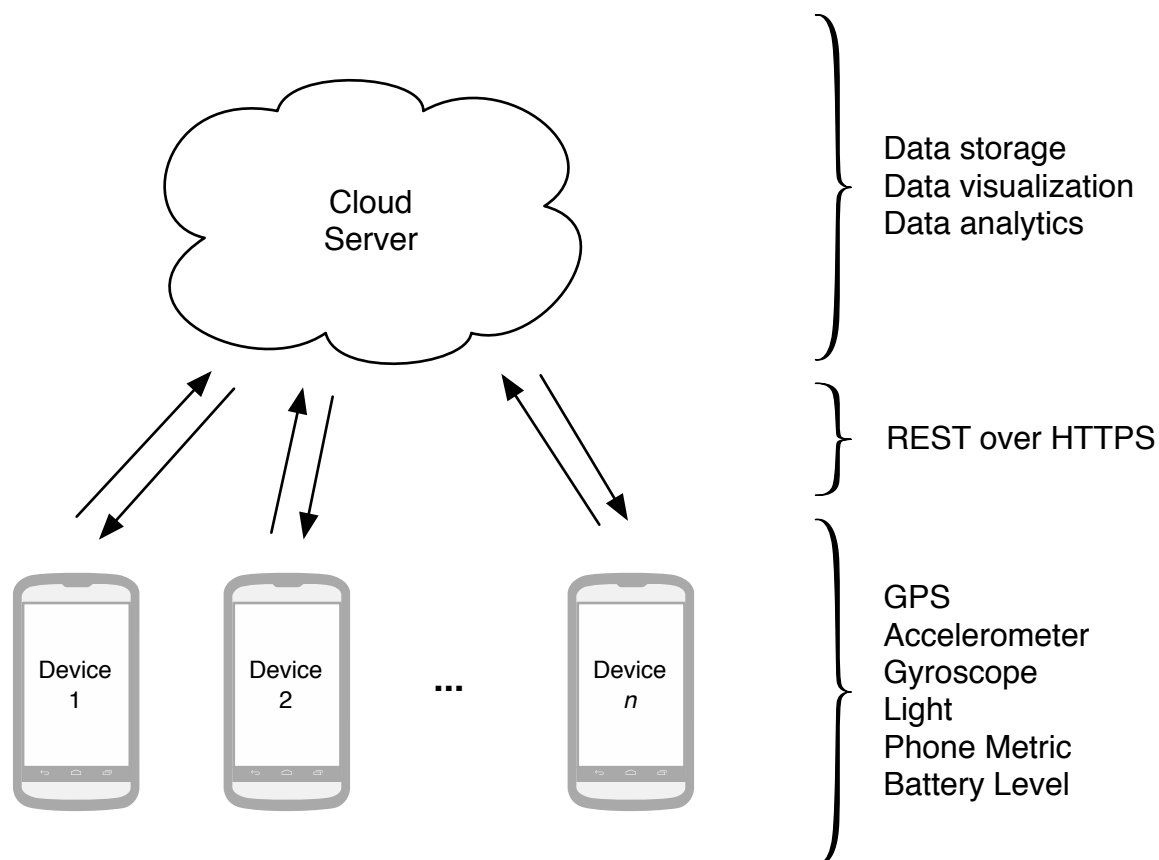 Cloud
Server
Data storage
Data visualization
Data analytics
REST over HTTPS
Device
1
Device
2
...
Device
n
GPS
Accelerometer
Gyroscope
Light
Phone Metric
Battery Level